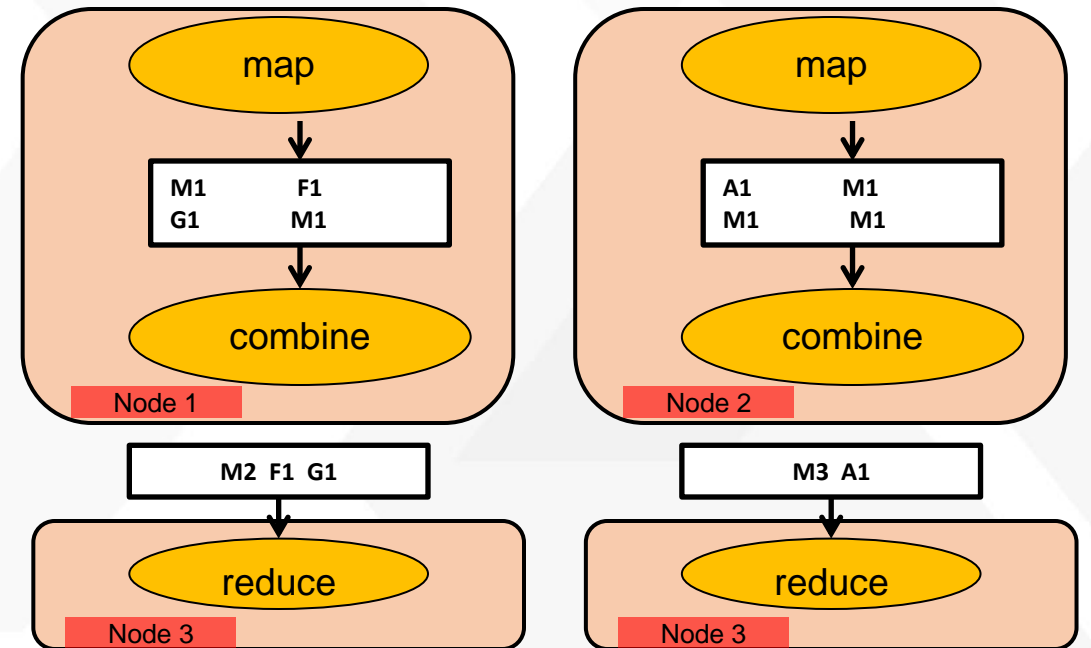 map
M1 F1
G1 M1
combine
Node 1
map
A1 M1
M1 M1
combine
Node 2
M2 F1 G1
reduce
Node 3
M3 A1
reduce
Node 3